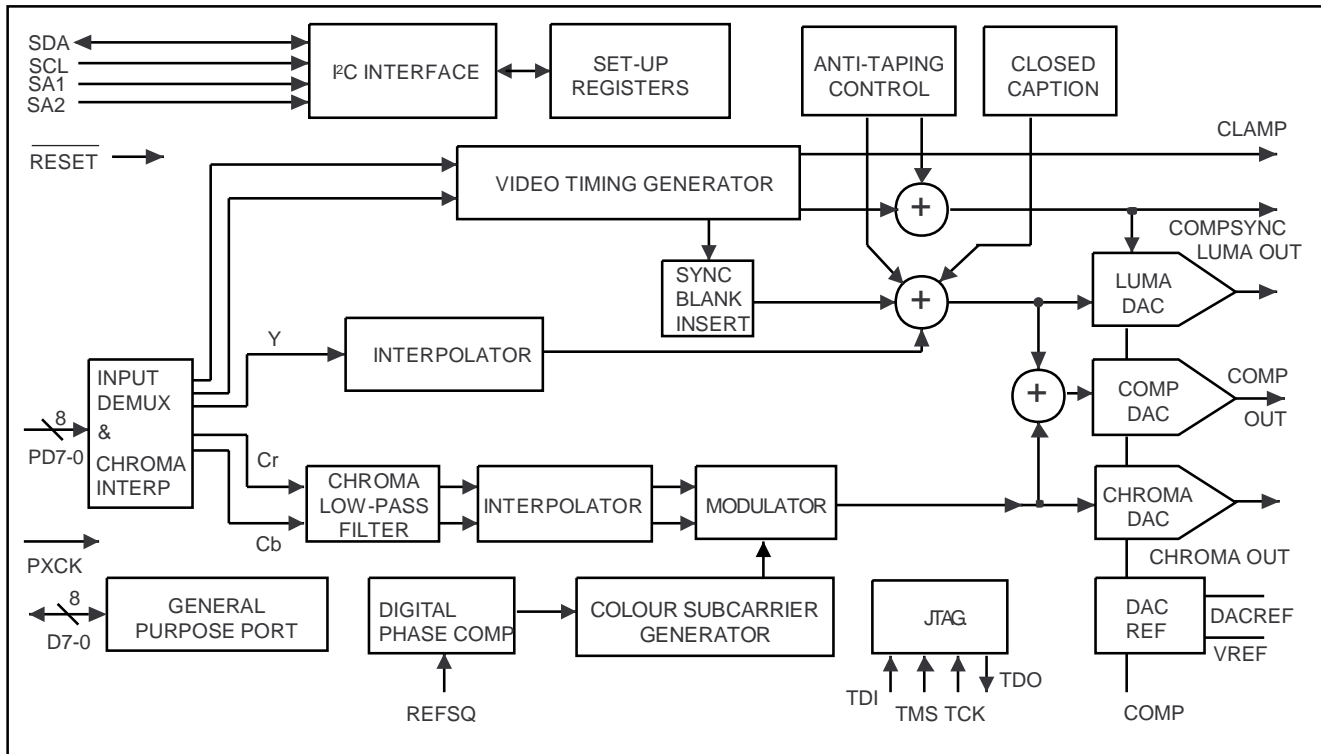 SDA
SCL
SA1
SA2
I²C INTERFACE
SET-UP
REGISTERS
ANTI-TAPING
CONTROL
CLOSED
CAPTION
CLAMP
RESET
VIDEO TIMING GENERATOR
+
COMPSYNC
LUMA OUT
SYNC
BLANK
INSERT
+
LUMA
DAC
Y
INTERPOLATOR
INPUT
DEMUX
&
CHROMA
INTERP
8
PD7-0
+
COMP
DAC
COMP
OUT
Cr
Cb
CHROMA
LOW-PASS
FILTER
INTERPOLATOR
MODULATOR
CHROMA
DAC
CHROMA OUT
PXCK
8
D7-0
GENERAL
PURPOSE PORT
DIGITAL
PHASE COMP
REFSQ
COLOUR SUBCARRIER
GENERATOR
JTAG
TDI
TMS
TCK
TDO
DAC
REF
DACREF
VREF
COMP